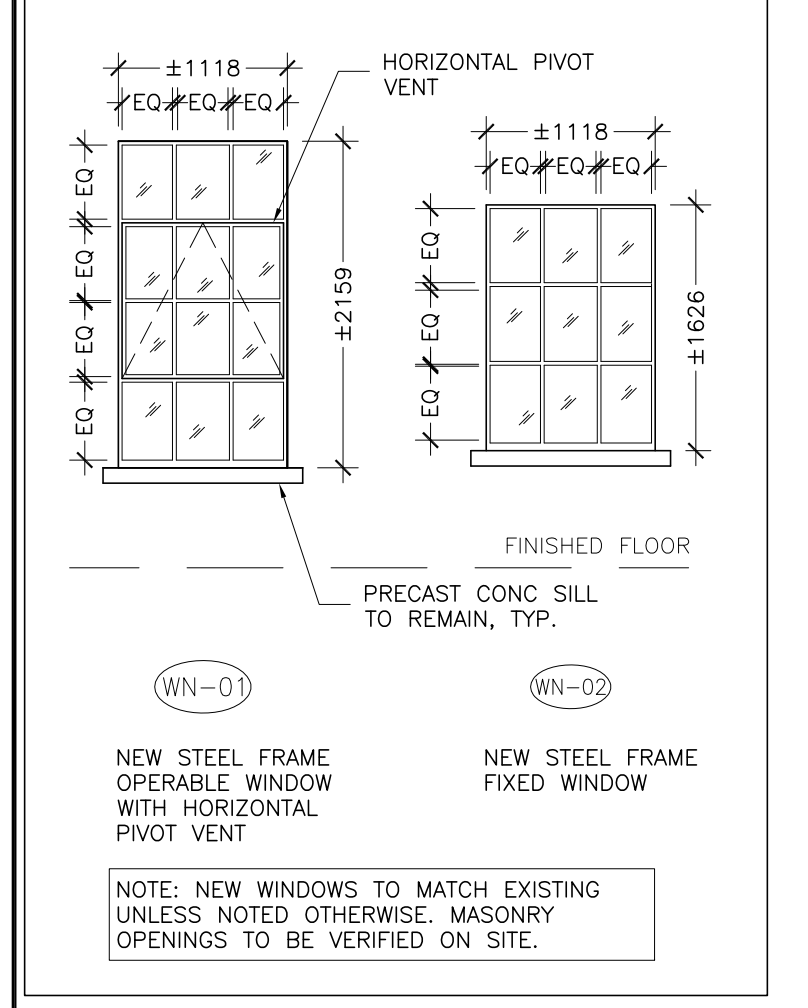 ±1118
EQ EQ EQ
HORIZONTAL PIVOT
VENT
±1118
EQ EQ EQ
EQ
EQ
EQ
EQ
±2159
EQ
EQ
EQ
±1626
FINISHED FLOOR
PRECAST CONC SILL
TO REMAIN, TYP.
WN-01
WN-02
NEW STEEL FRAME
OPERABLE WINDOW
WITH HORIZONTAL
PIVOT VENT
NEW STEEL FRAME
FIXED WINDOW
NOTE: NEW WINDOWS TO MATCH EXISTING
UNLESS NOTED OTHERWISE. MASONRY
OPENINGS TO BE VERIFIED ON SITE.